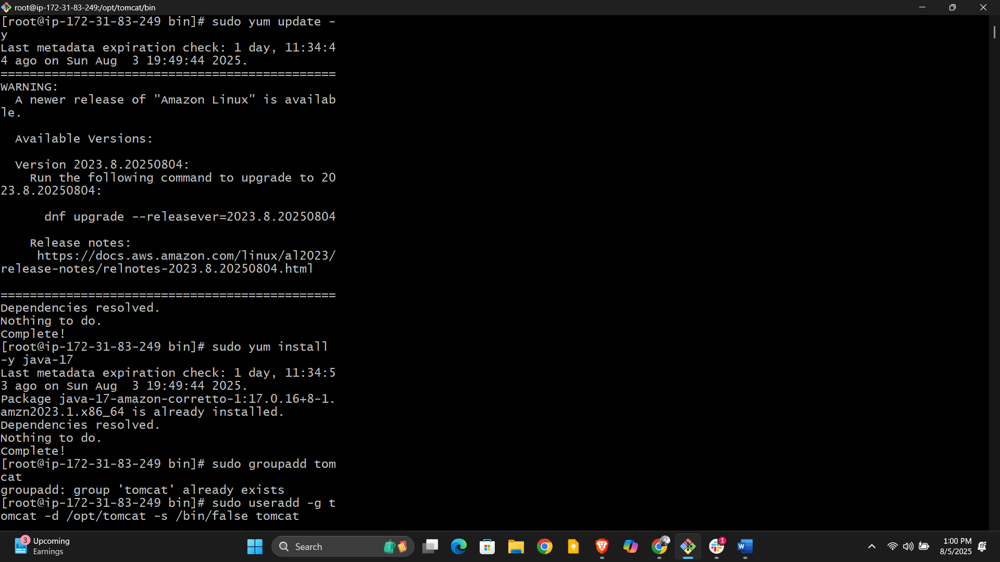 root@ip-172-31-83-249:/opt/tomcat/bin
[root@ip-172-31-83-249 bin]# sudo yum update -
y
Last metadata expiration check: 1 day, 11:34:4
4 ago on Sun Aug  3 19:49:44 2025.
==============================================
WARNING:
  A newer release of "Amazon Linux" is availab
le.
  Available Versions:
  Version 2023.8.20250804:
    Run the following command to upgrade to 20
23.8.20250804:
      dnf upgrade --releasever=2023.8.20250804
    Release notes:
     https://docs.aws.amazon.com/linux/al2023/
release-notes/relnotes-2023.8.20250804.html
==============================================
Dependencies resolved.
Nothing to do.
Complete!
[root@ip-172-31-83-249 bin]# sudo yum install
-y java-17
Last metadata expiration check: 1 day, 11:34:5
3 ago on Sun Aug  3 19:49:44 2025.
Package java-17-amazon-corretto-1:17.0.16+8-1.
amzn2023.1.x86_64 is already installed.
Dependencies resolved.
Nothing to do.
Complete!
[root@ip-172-31-83-249 bin]# sudo groupadd tom
cat
groupadd: group 'tomcat' already exists
[root@ip-172-31-83-249 bin]# sudo useradd -g t
omcat -d /opt/tomcat -s /bin/false tomcat
3
Upcoming
Earnings
Search
1
W
1:00 PM
8/5/2025